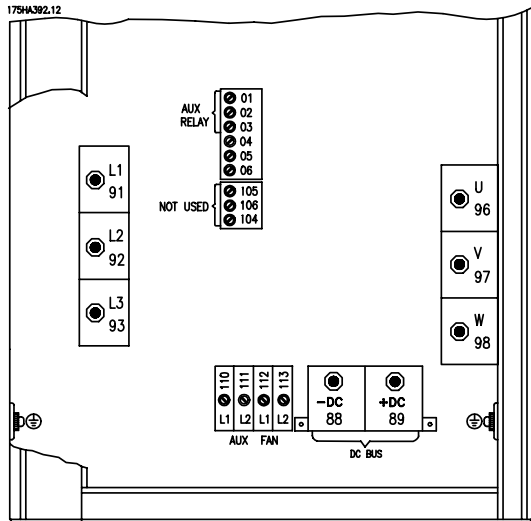 175HA392.12
AUX
RELAY
01
02
03
04
05
06
NOT USED
105
106
104
L1
91
L2
92
L3
93
U
96
V
97
W
98
110
111
112
113
L1 L2 L1 L2
AUX FAN
-DC
88
+DC
89
DC BUS